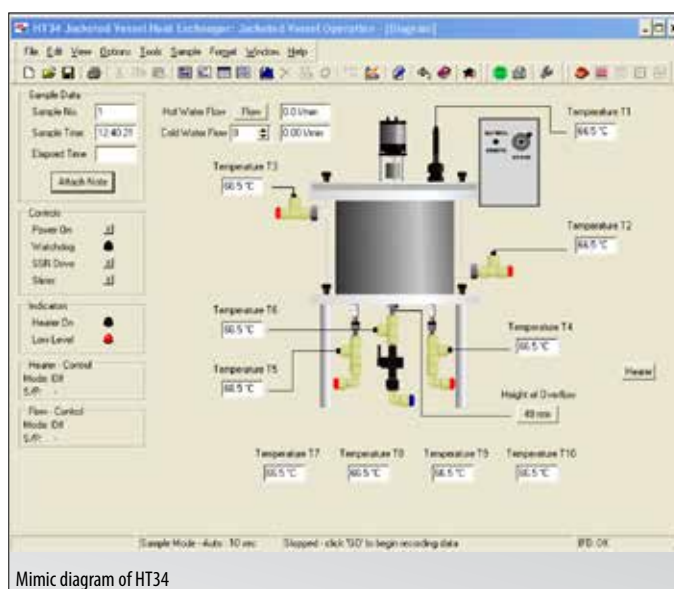 HT34 Jacketed Vessel Heat Exchanger: Jacketed Vessel Operation - [Diagram]
File Edit View Options Tools Sample Format Window Help
Sample Data
Sample No. 1
Sample Time 12:40:21
Elapsed Time
Attach Note
Hot Water Flow Flow 0.0 l/min
Cold Water Flow 0 0.00 l/min
Temperature T1
66.5 °C
Temperature T3
66.5 °C
Controls
Power On
Watchdog
SSR Drive
Stirrer
Temperature T2
66.5 °C
Indicators
Heater On
Low Level
Temperature T6
66.5 °C
Temperature T4
66.5 °C
Heater - Control
Mode: Off
S/P: -
Temperature T5
66.5 °C
Heater
Height of Overflow
49 mm
Flow - Control
Mode: Off
S/P: -
Temperature T7 Temperature T8 Temperature T9 Temperature T10
66.5 °C 66.5 °C 66.5 °C 66.5 °C
Sample Mode - Auto : 10 sec Stopped - click 'GO' to begin recording data IFD: OK
Mimic diagram of HT34